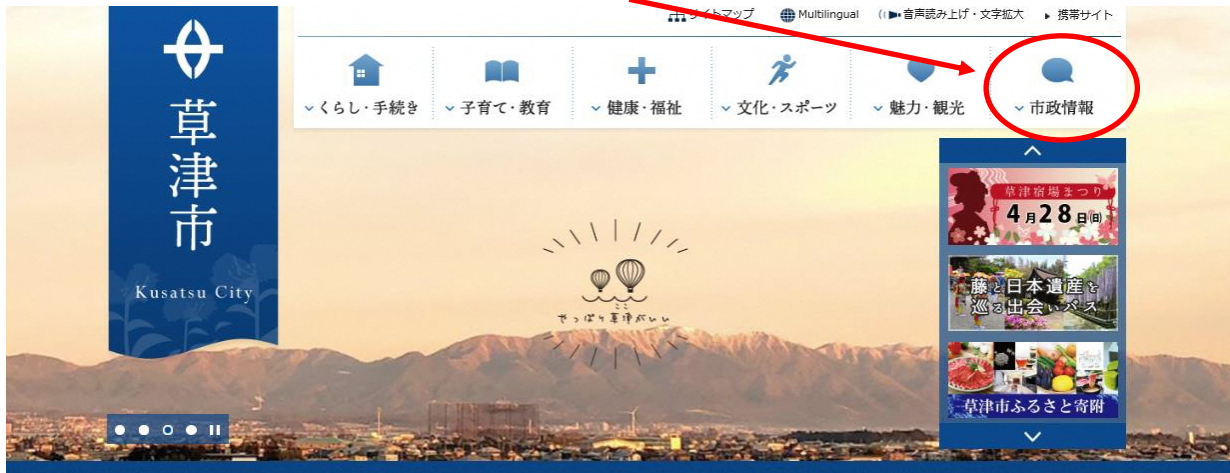 サイトマップ Multilingual 音声読み上げ・文字拡大 携帯サイト
くらし・手続き 子育て・教育 健康・福祉 文化・スポーツ 魅力・観光 市政情報
草津市
Kusatsu City
ここ
やっぱり草津がいい
草津宿場まつり
4月28日(日)
藤と日本遺産を
巡る出会いバス
草津市ふるさと寄附